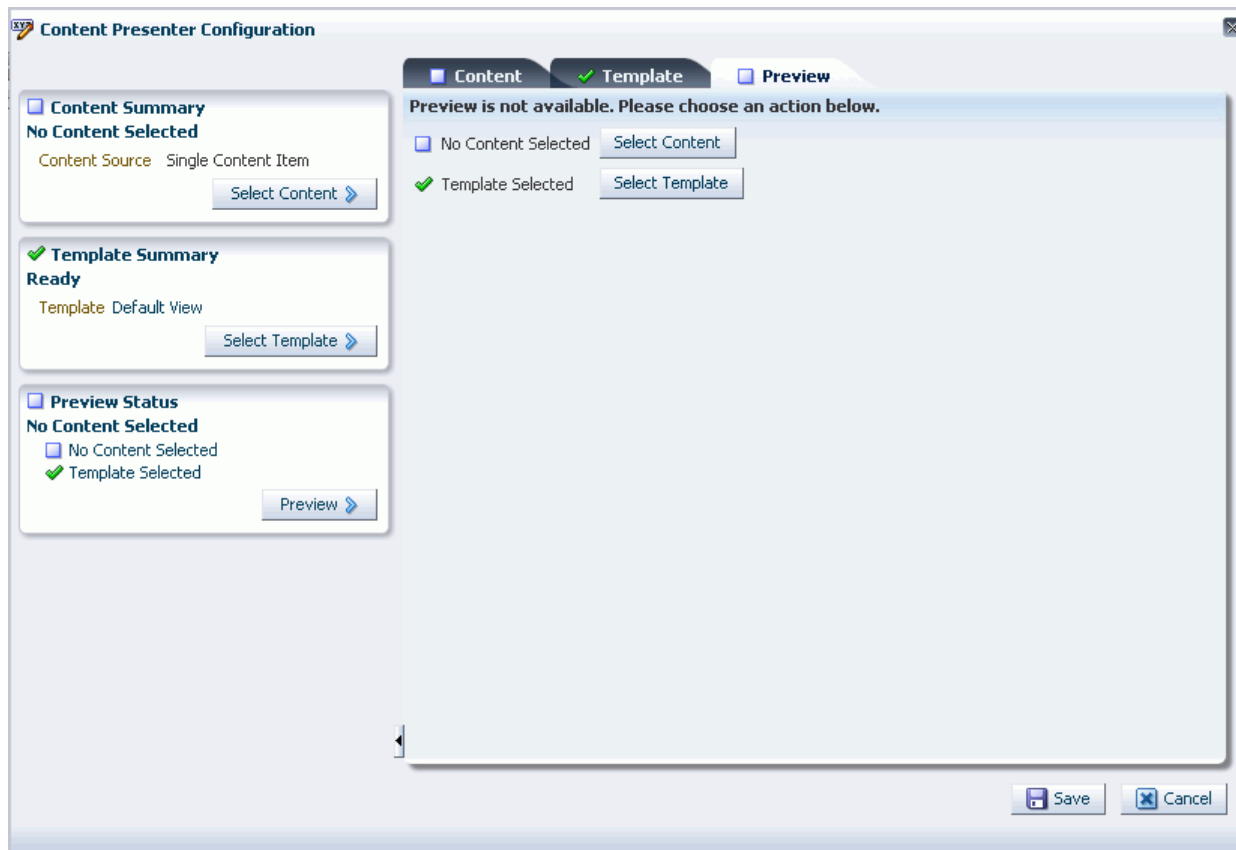 Content Presenter Configuration
Content
Template
Preview
Content Summary
No Content Selected
Content Source Single Content Item
Select Content
Template Summary
Ready
Template Default View
Select Template
Preview Status
No Content Selected
No Content Selected
Template Selected
Preview
Preview is not available. Please choose an action below.
No Content Selected Select Content
Template Selected Select Template
Save Cancel